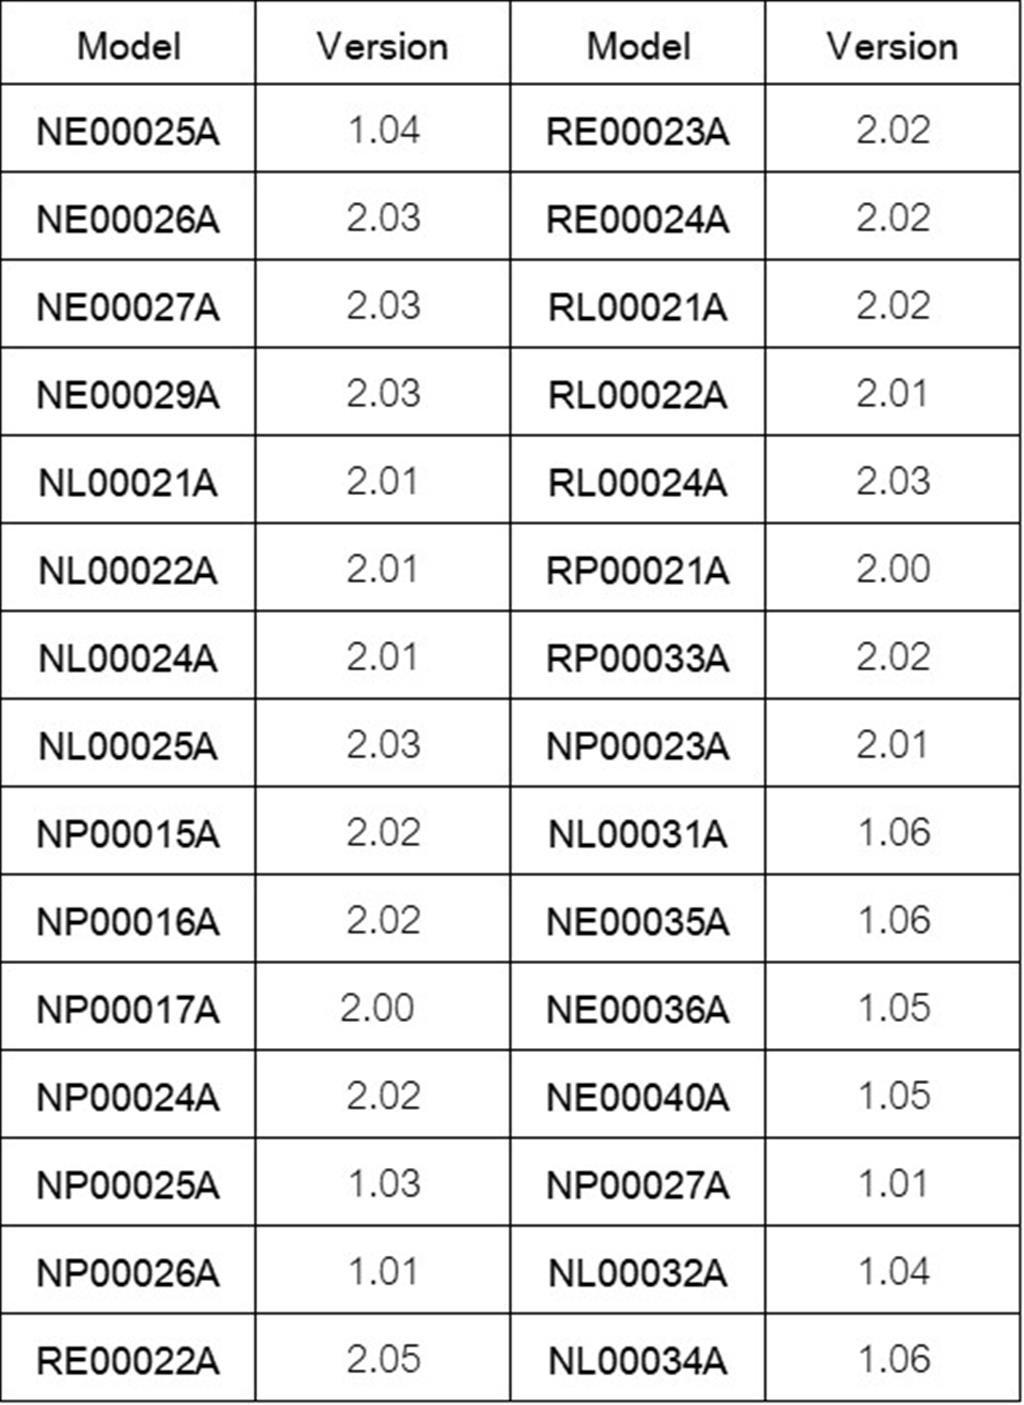 Model Version Model Version
NE00025A 1.04 RE00023A 2.02
NE00026A 2.03 RE00024A 2.02
NE00027A 2.03 RL00021A 2.02
NE00029A 2.03 RL00022A 2.01
NL00021A 2.01 RL00024A 2.03
NL00022A 2.01 RP00021A 2.00
NL00024A 2.01 RP00033A 2.02
NL00025A 2.03 NP00023A 2.01
NP00015A 2.02 NL00031A 1.06
NP00016A 2.02 NE00035A 1.06
NP00017A 2.00 NE00036A 1.05
NP00024A 2.02 NE00040A 1.05
NP00025A 1.03 NP00027A 1.01
NP00026A 1.01 NL00032A 1.04
RE00022A 2.05 NL00034A 1.06